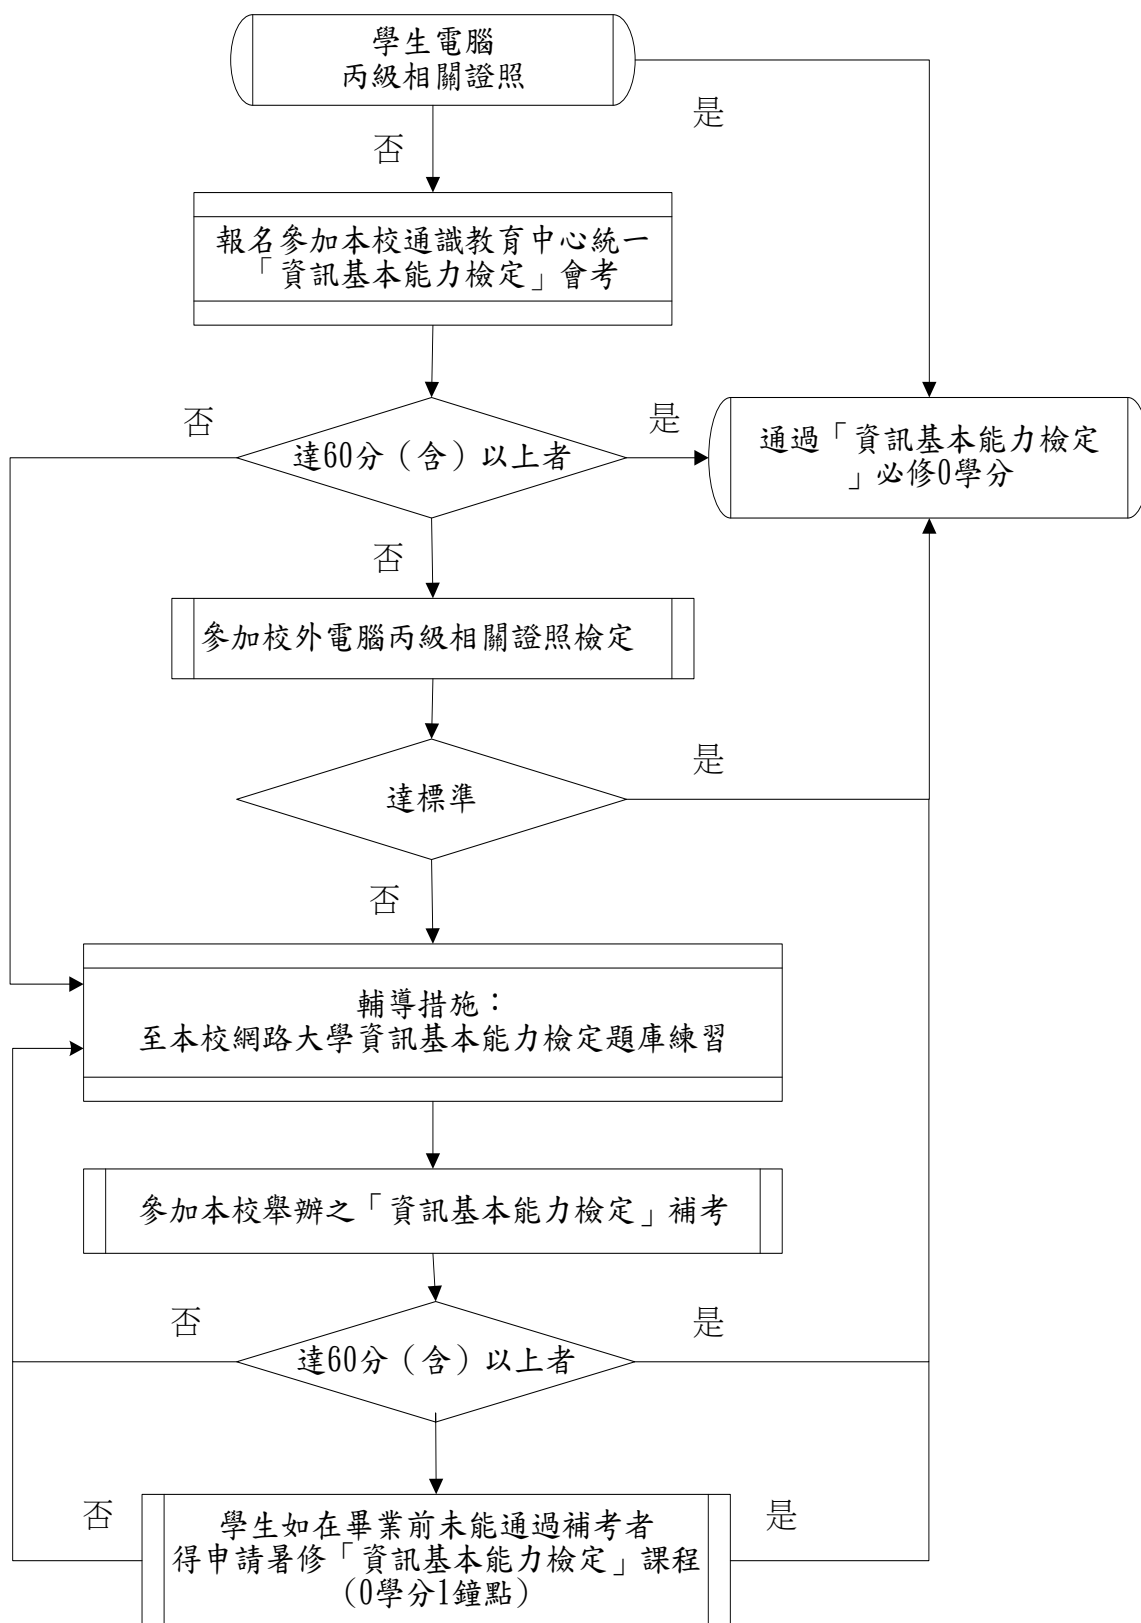 學生電腦
丙級相關證照
是
否
報名參加本校通識教育中心統一
「資訊基本能力檢定」會考
否
是
達60分（含）以上者
通過「資訊基本能力檢定
」必修0學分
否
參加校外電腦丙級相關證照檢定
是
達標準
否
輔導措施：
至本校網路大學資訊基本能力檢定題庫練習
參加本校舉辦之「資訊基本能力檢定」補考
否
是
達60分（含）以上者
否
是
學生如在畢業前未能通過補考者
得申請暑修「資訊基本能力檢定」課程
（0學分1鐘點）